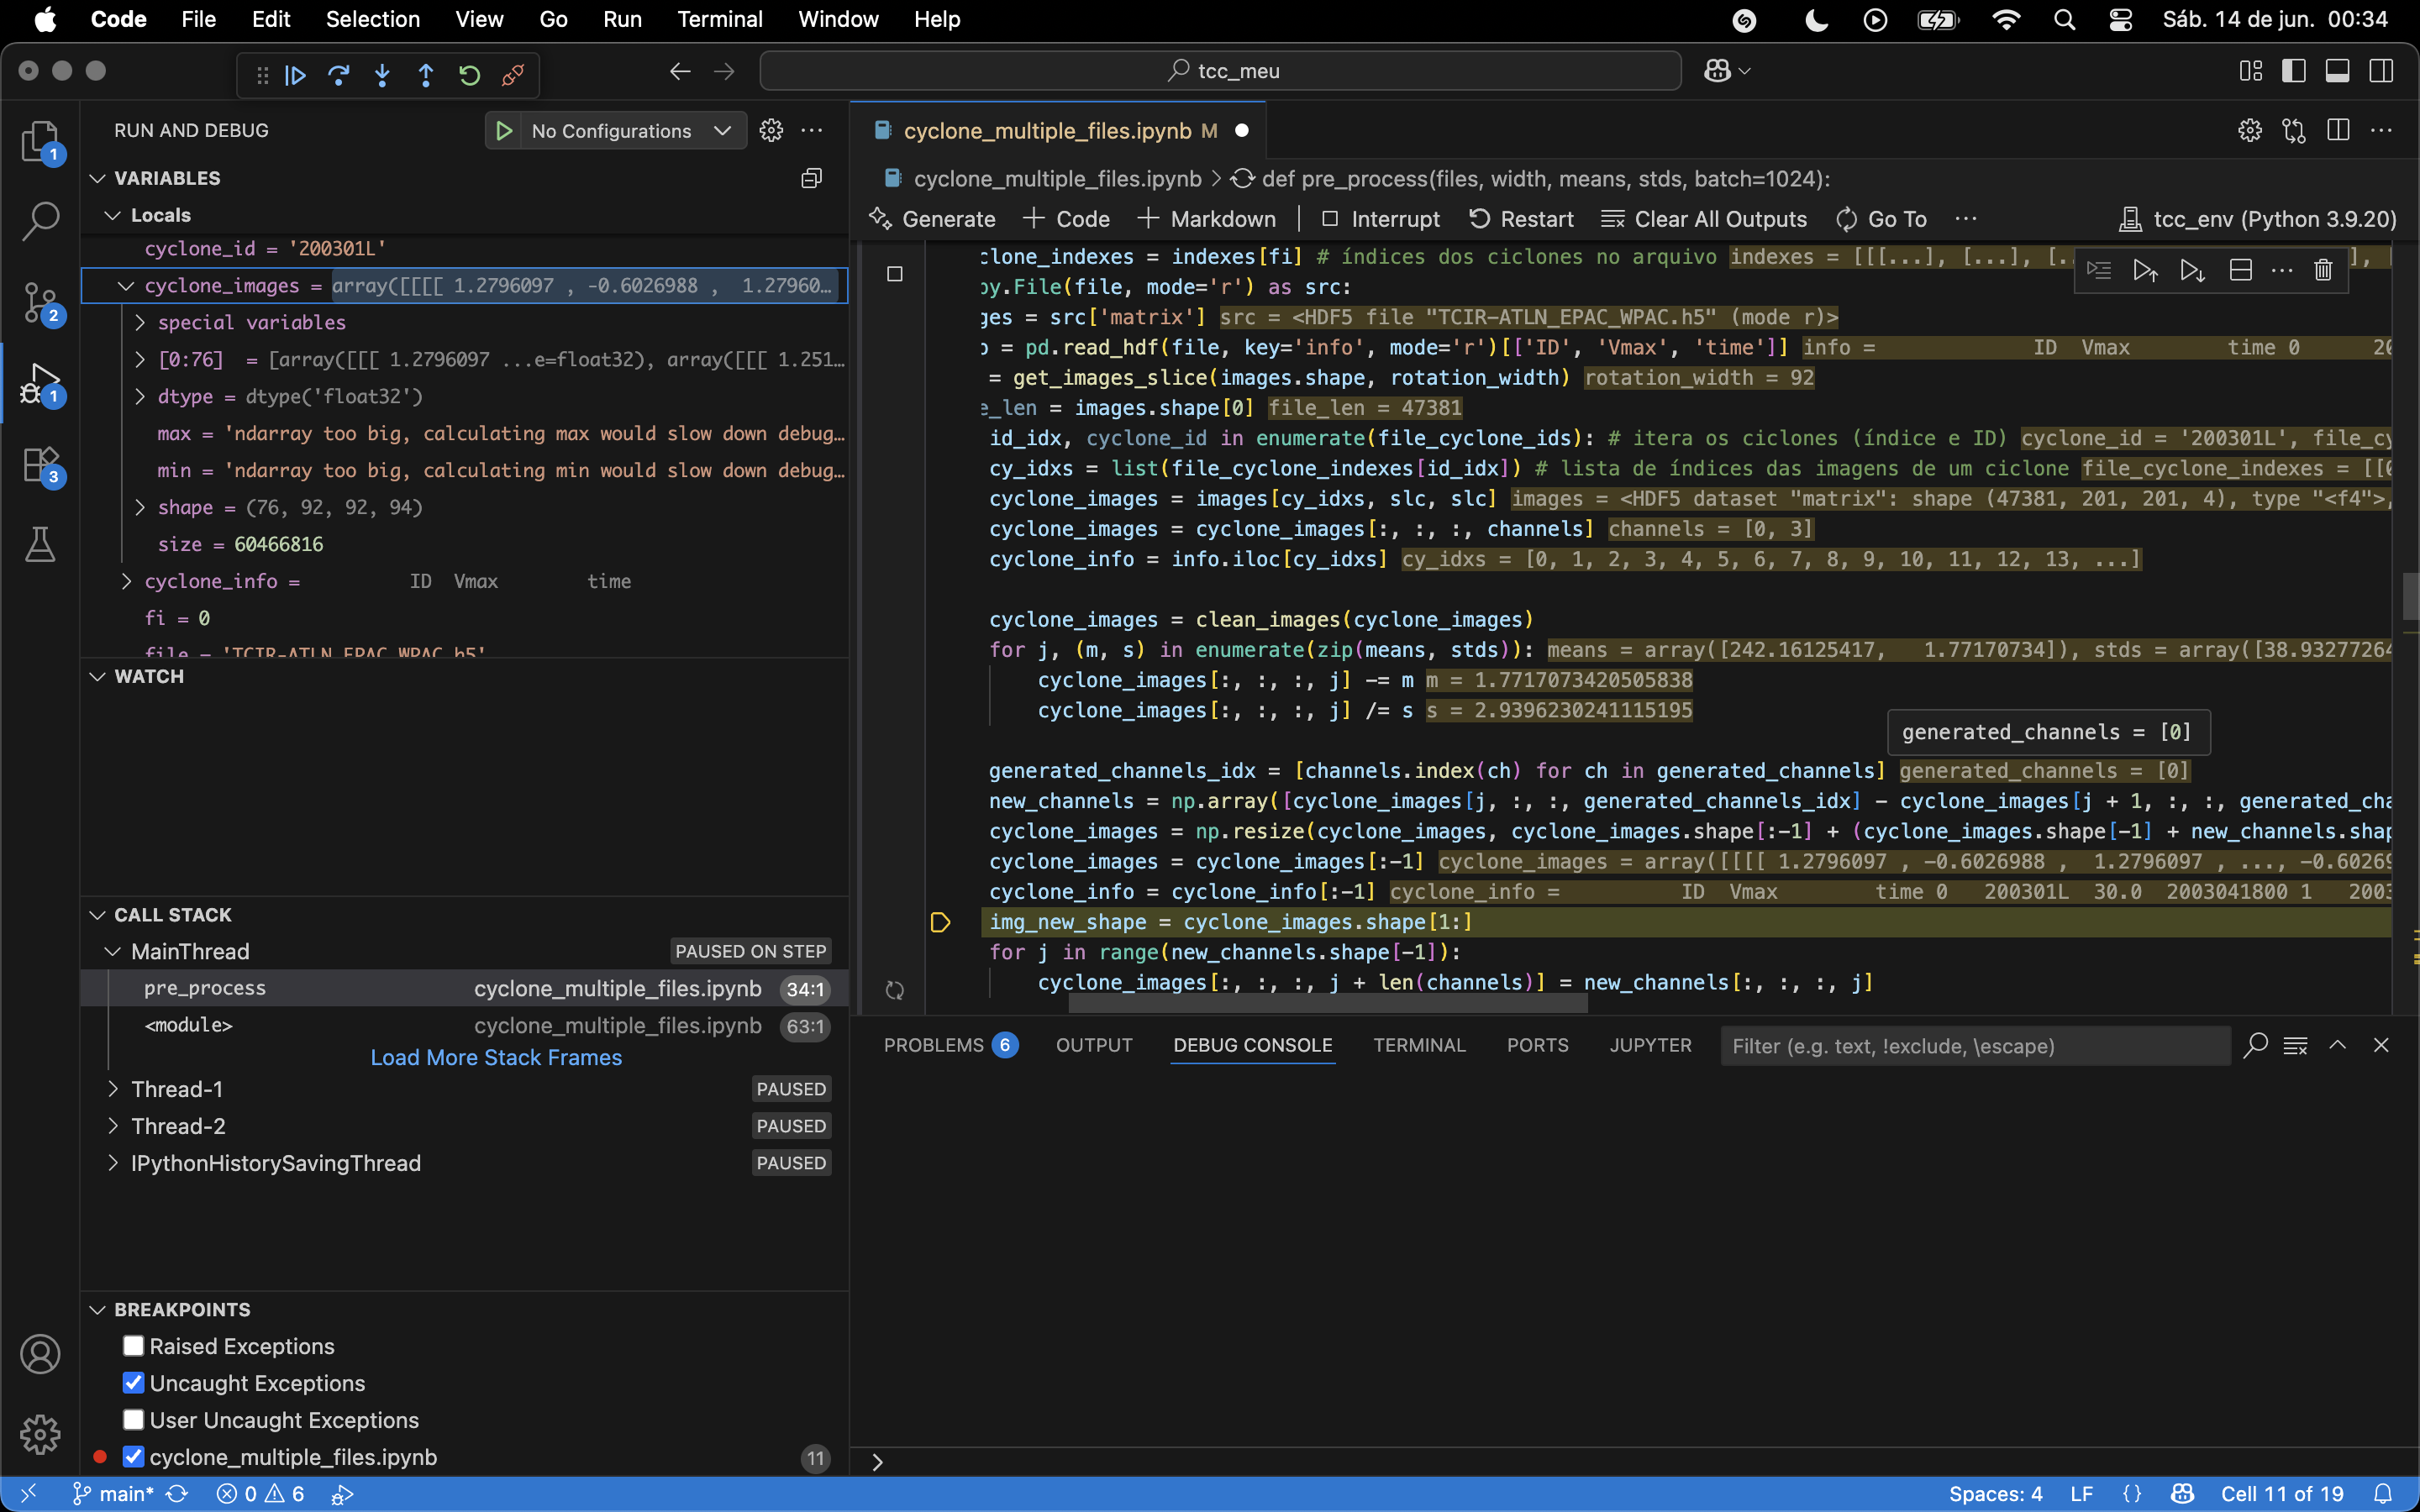 Code File Edit Selection View Go Run Terminal Window Help Sáb. 14 de jun. 00:34
tcc_meu
RUN AND DEBUG No Configurations
VARIABLES
Locals
cyclone_id = '200301L'
cyclone_images = array([[[[ 1.2796097 , -0.6026988 , 1.27960…
special variables
[0:76] = [array([[[ 1.2796097 ...e=float32), array([[[ 1.251…
dtype = dtype('float32')
max = 'ndarray too big, calculating max would slow down debug…
min = 'ndarray too big, calculating min would slow down debug…
shape = (76, 92, 92, 94)
size = 60466816
cyclone_info = ID Vmax time
fi = 0
file = 'TCIR-ATLN_EPAC_WPAC.h5'
WATCH
CALL STACK
MainThread PAUSED ON STEP
pre_process cyclone_multiple_files.ipynb 34:1
<module> cyclone_multiple_files.ipynb 63:1
Load More Stack Frames
Thread-1 PAUSED
Thread-2 PAUSED
IPythonHistorySavingThread PAUSED
BREAKPOINTS
Raised Exceptions
Uncaught Exceptions
User Uncaught Exceptions
cyclone_multiple_files.ipynb 11
1
2
1
3
cyclone_multiple_files.ipynb M
cyclone_multiple_files.ipynb > def pre_process(files, width, means, stds, batch=1024):
Generate + Code + Markdown | Interrupt Restart Clear All Outputs Go To ··· tcc_env (Python 3.9.20)
clone_indexes = indexes[fi] # índices dos ciclones no arquivo indexes = [[[...], [...], [.. ], [
py.File(file, mode='r') as src:
ges = src['matrix'] src = <HDF5 file "TCIR-ATLN_EPAC_WPAC.h5" (mode r)>
o = pd.read_hdf(file, key='info', mode='r')[['ID', 'Vmax', 'time']] info = ID Vmax time 0 20
= get_images_slice(images.shape, rotation_width) rotation_width = 92
e_len = images.shape[0] file_len = 47381
id_idx, cyclone_id in enumerate(file_cyclone_ids): # itera os ciclones (índice e ID) cyclone_id = '200301L', file_cy
cy_idxs = list(file_cyclone_indexes[id_idx]) # lista de índices das imagens de um ciclone file_cyclone_indexes = [[0
cyclone_images = images[cy_idxs, slc, slc] images = <HDF5 dataset "matrix": shape (47381, 201, 201, 4), type "<f4">,
cyclone_images = cyclone_images[:, :, :, channels] channels = [0, 3]
cyclone_info = info.iloc[cy_idxs] cy_idxs = [0, 1, 2, 3, 4, 5, 6, 7, 8, 9, 10, 11, 12, 13, ...]
cyclone_images = clean_images(cyclone_images)
for j, (m, s) in enumerate(zip(means, stds)): means = array([242.16125417, 1.77170734]), stds = array([38.93277264
cyclone_images[:, :, :, j] -= m m = 1.7717073420505838
cyclone_images[:, :, :, j] /= s s = 2.9396230241115195
generated_channels = [0]
generated_channels_idx = [channels.index(ch) for ch in generated_channels] generated_channels = [0]
new_channels = np.array([cyclone_images[j, :, :, generated_channels_idx] - cyclone_images[j + 1, :, :, generated_cha
cyclone_images = np.resize(cyclone_images, cyclone_images.shape[:-1] + (cyclone_images.shape[-1] + new_channels.shap
cyclone_images = cyclone_images[:-1] cyclone_images = array([[[[ 1.2796097 , -0.6026988 , 1.2796097 , ..., -0.60269
cyclone_info = cyclone_info[:-1] cyclone_info = ID Vmax time 0 200301L 30.0 2003041800 1 2003
img_new_shape = cyclone_images.shape[1:]
for j in range(new_channels.shape[-1]):
cyclone_images[:, :, :, j + len(channels)] = new_channels[:, :, :, j]
PROBLEMS 6 OUTPUT DEBUG CONSOLE TERMINAL PORTS JUPYTER Filter (e.g. text, !exclude, \escape)
main* 0 6 Spaces: 4 LF {} Cell 11 of 19